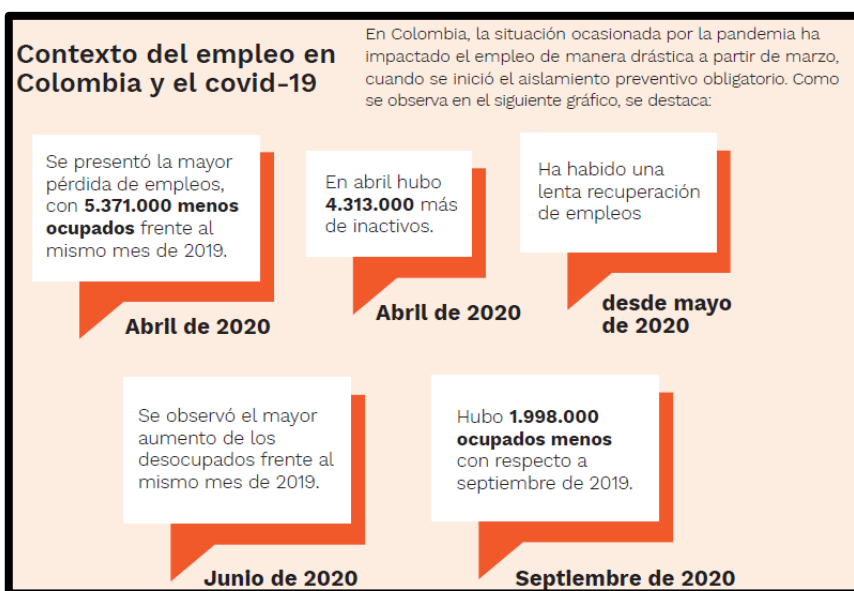 Contexto del empleo en
Colombia y el covid-19
En Colombia, la situación ocasionada por la pandemia ha
impactado el empleo de manera drástica a partir de marzo,
cuando se inició el aislamiento preventivo obligatorio. Como
se observa en el siguiente gráfico, se destaca:
Se presentó la mayor
pérdida de empleos,
con 5.371.000 menos
ocupados frente al
mismo mes de 2019.
Abril de 2020
En abril hubo
4.313.000 más
de inactivos.
Abril de 2020
Ha habido una
lenta recuperación
de empleos
desde mayo
de 2020
Se observó el mayor
aumento de los
desocupados frente al
mismo mes de 2019.
Junio de 2020
Hubo 1.998.000
ocupados menos
con respecto a
septiembre de 2019.
Septiembre de 2020